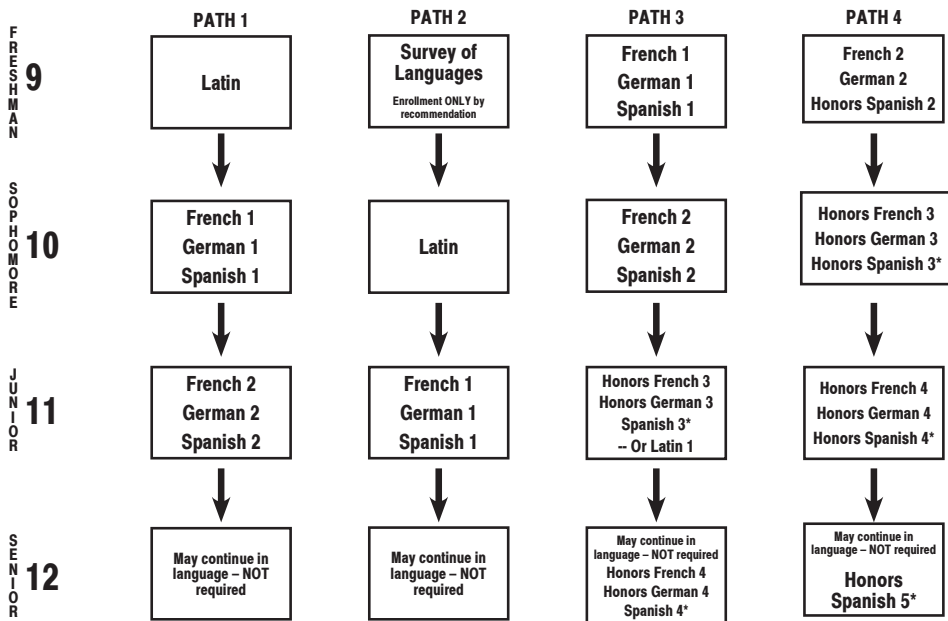 PATH 1
PATH 2
PATH 3
PATH 4
FRESHMAN
9
Latin
Survey of
Languages
Enrollment ONLY by
recommendation
French 1
German 1
Spanish 1
French 2
German 2
Honors Spanish 2
SOPHOMORE
10
French 1
German 1
Spanish 1
Latin
French 2
German 2
Spanish 2
Honors French 3
Honors German 3
Honors Spanish 3*
JUNIOR
11
French 2
German 2
Spanish 2
French 1
German 1
Spanish 1
Honors French 3
Honors German 3
Spanish 3*
-- Or Latin 1
Honors French 4
Honors German 4
Honors Spanish 4*
SENIOR
12
May continue in
language – NOT
required
May continue in
language – NOT
required
May continue in
language – NOT required
Honors French 4
Honors German 4
Spanish 4*
May continue in
language – NOT required
Honors
Spanish 5*